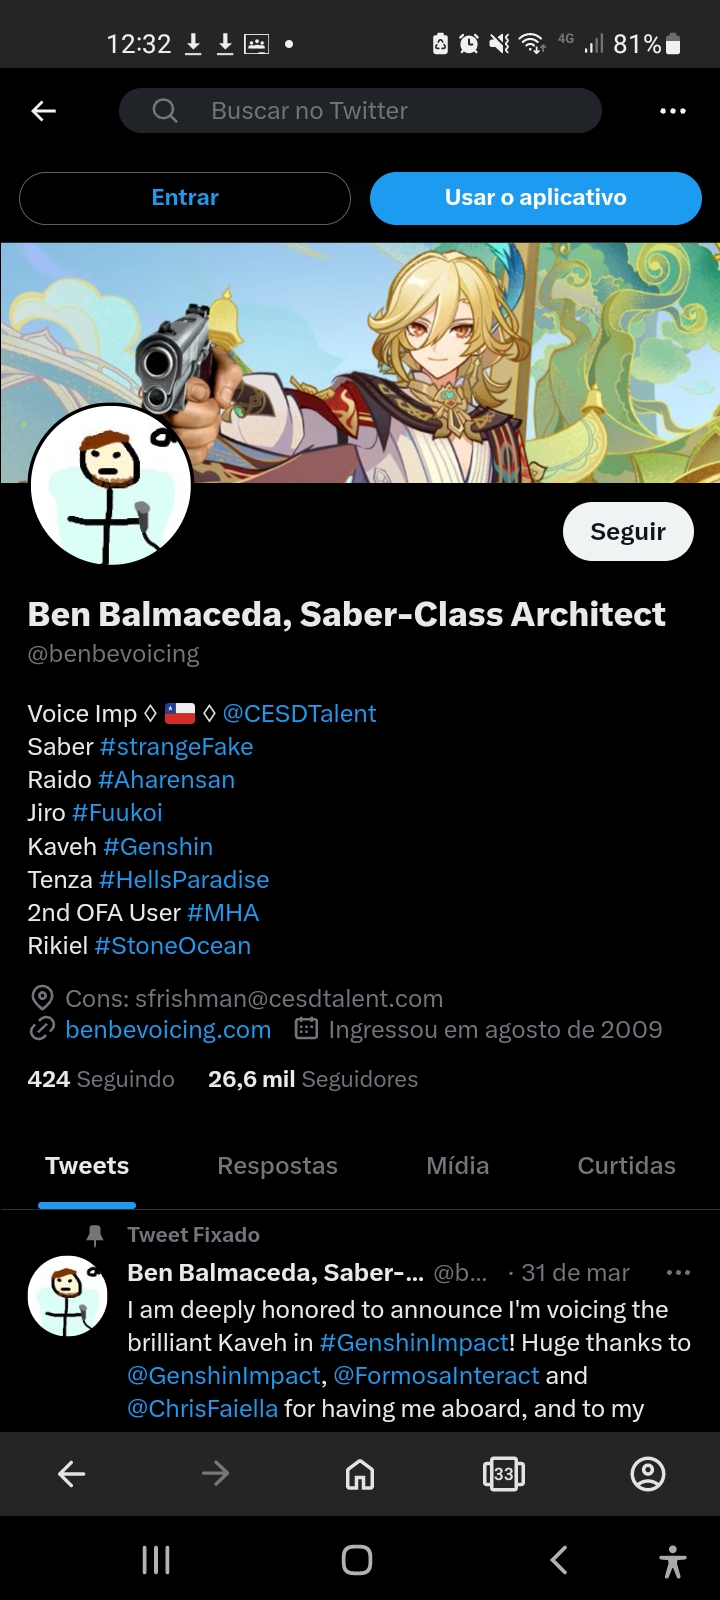 12:32
4G
81%
Buscar no Twitter
Entrar
Usar o aplicativo
Seguir
Ben Balmaceda, Saber-Class Architect
@benbevoicing
Voice Imp ◊ 🇨🇱 ◊ @CESDTalent
Saber #strangeFake
Raido #Aharensan
Jiro #Fuukoi
Kaveh #Genshin
Tenza #HellsParadise
2nd OFA User #MHA
Rikiel #StoneOcean
Cons: sfrishman@cesdtalent.com
benbevoicing.com Ingressou em agosto de 2009
424 Seguindo 26,6 mil Seguidores
Tweets Respostas Mídia Curtidas
Tweet Fixado
Ben Balmaceda, Saber-... @b... · 31 de mar
I am deeply honored to announce I'm voicing the
brilliant Kaveh in #GenshinImpact! Huge thanks to
@GenshinImpact, @FormosaInteract and
@ChrisFaiella for having me aboard, and to my
33